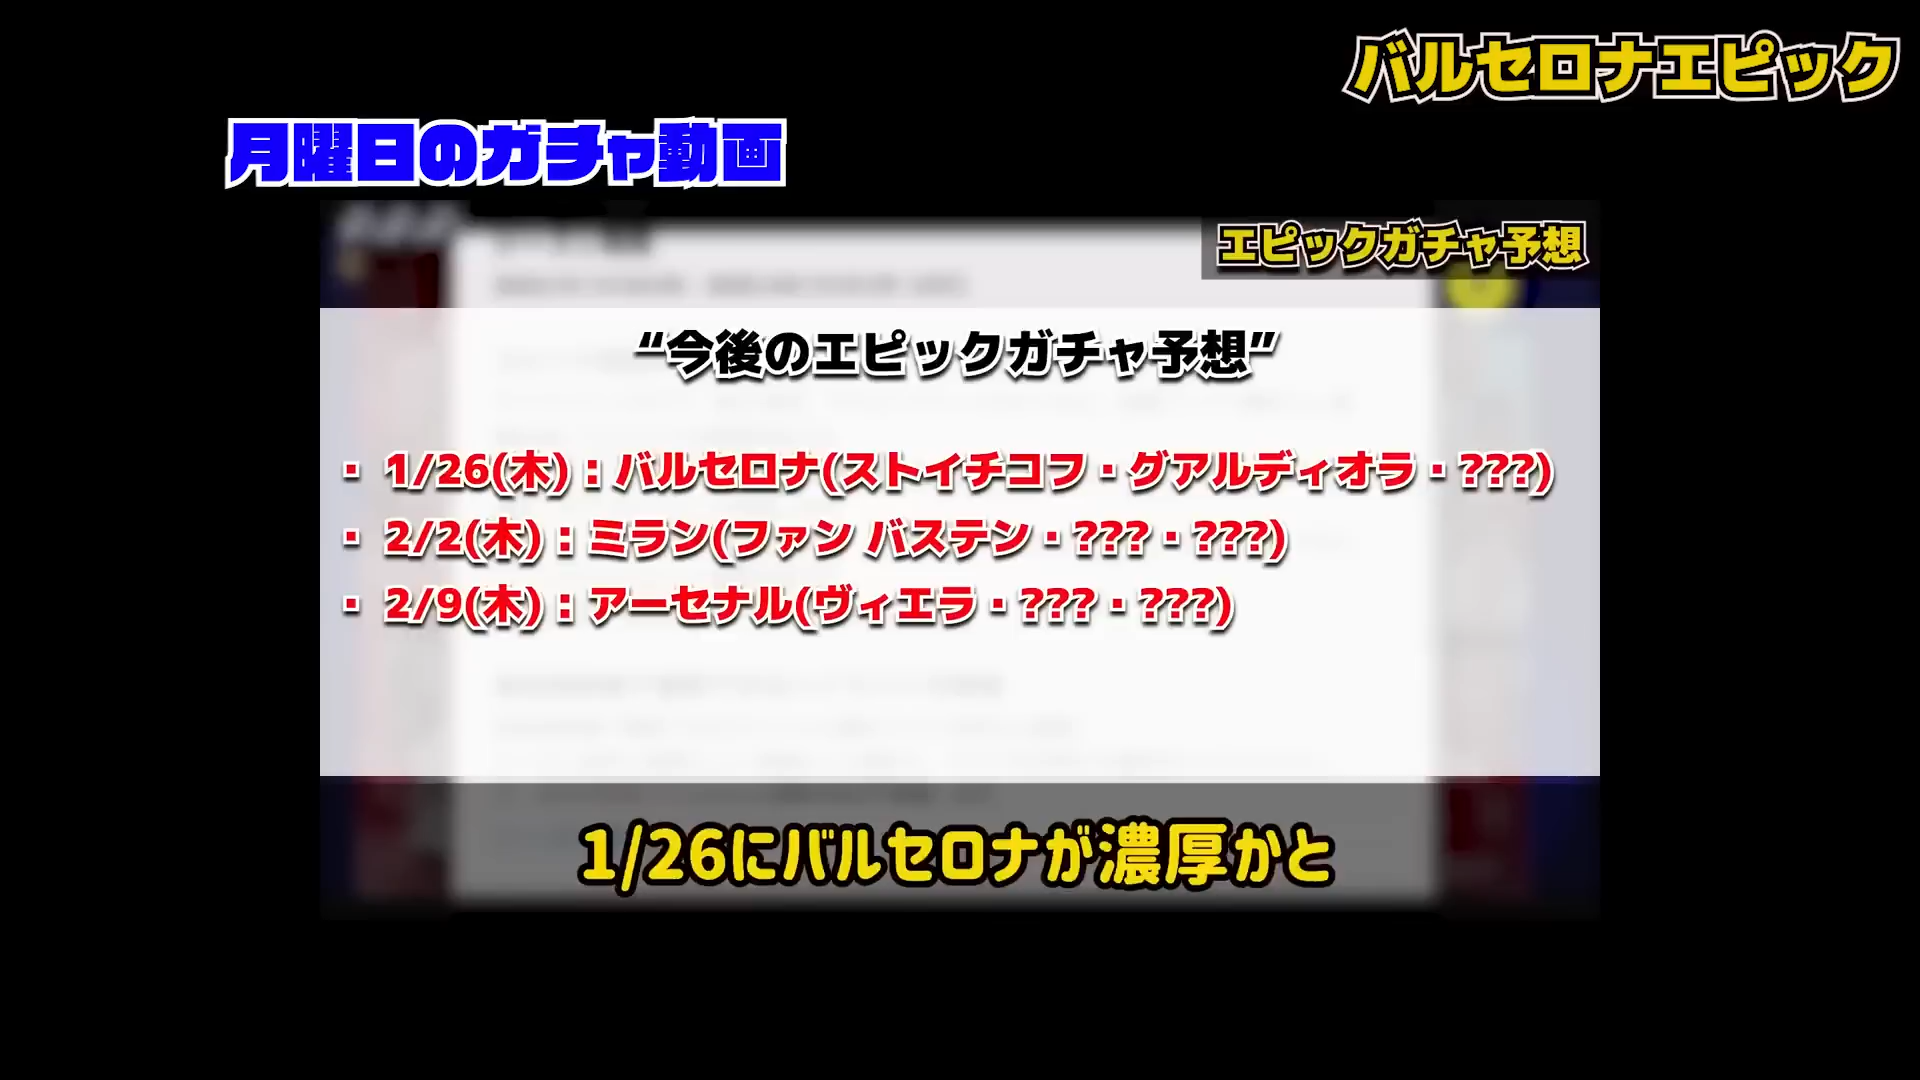 バルセロナエピック
月曜日のガチャ動画
エピックガチャ予想
“今後のエピックガチャ予想”
・ 1/26(木)：バルセロナ(ストイチコフ・グアルディオラ・???)
・ 2/2(木)：ミラン(ファン バステン・???・???)
・ 2/9(木)：アーセナル(ヴィエラ・???・???)
1/26にバルセロナが濃厚かと